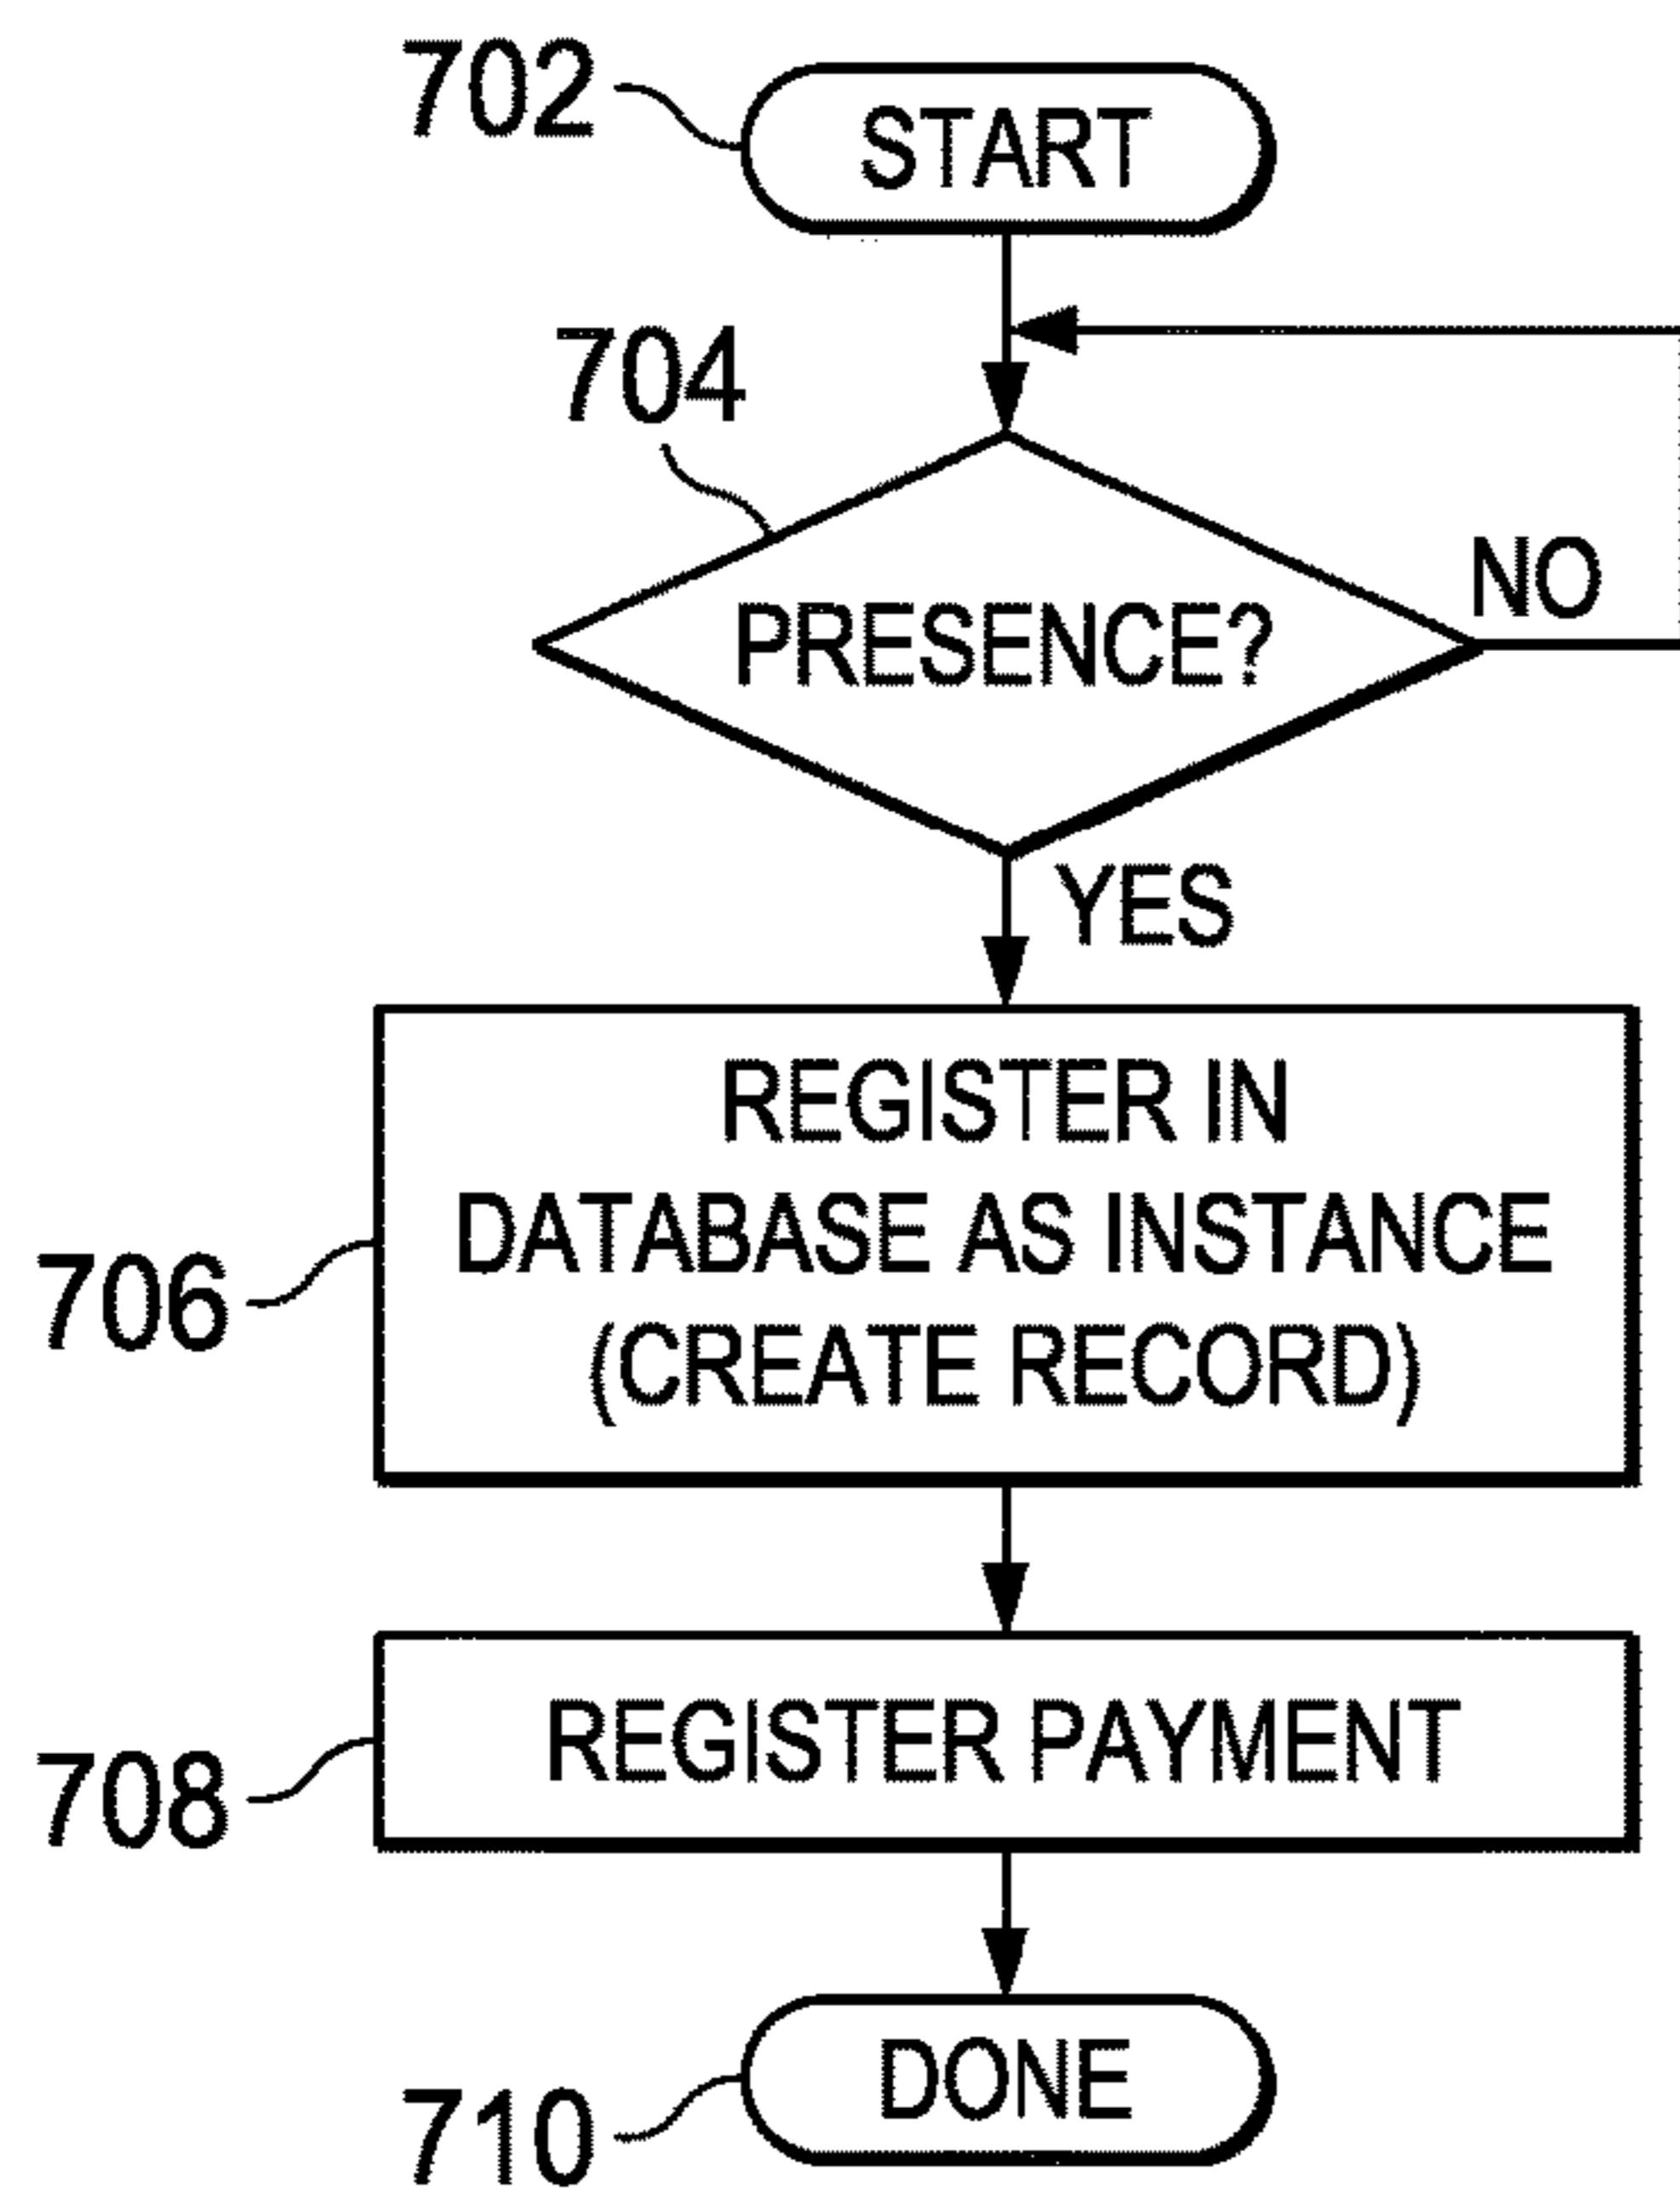 702
START
704
PRESENCE?
NO
YES
REGISTER IN
DATABASE AS INSTANCE
(CREATE RECORD)
706
REGISTER PAYMENT
708
DONE
710